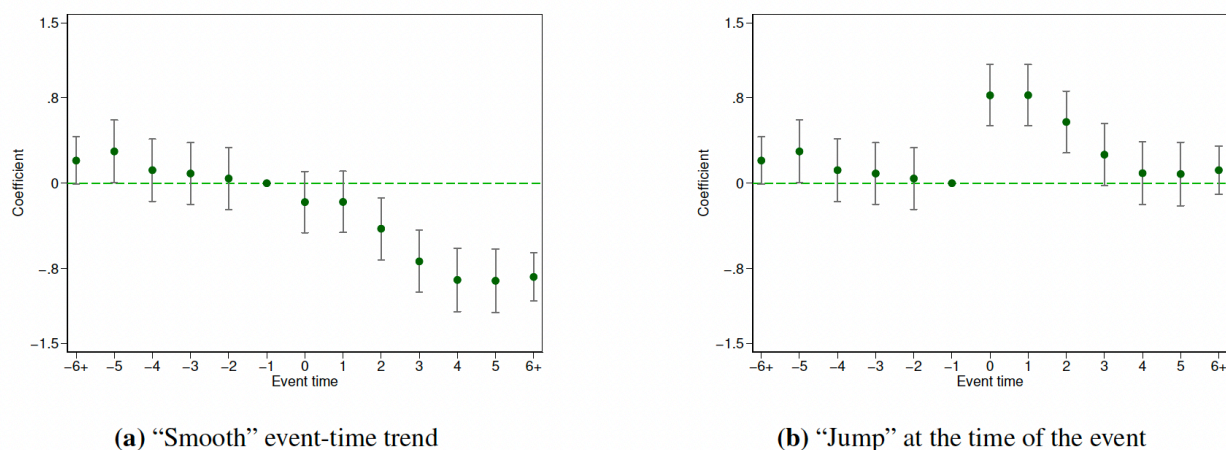 1.5
.8
0
−.8
−1.5
Coefficient
−6+ −5 −4 −3 −2 −1 0 1 2 3 4 5 6+
Event time
(a) “Smooth” event-time trend
1.5
.8
0
−.8
−1.5
Coefficient
−6+ −5 −4 −3 −2 −1 0 1 2 3 4 5 6+
Event time
(b) “Jump” at the time of the event